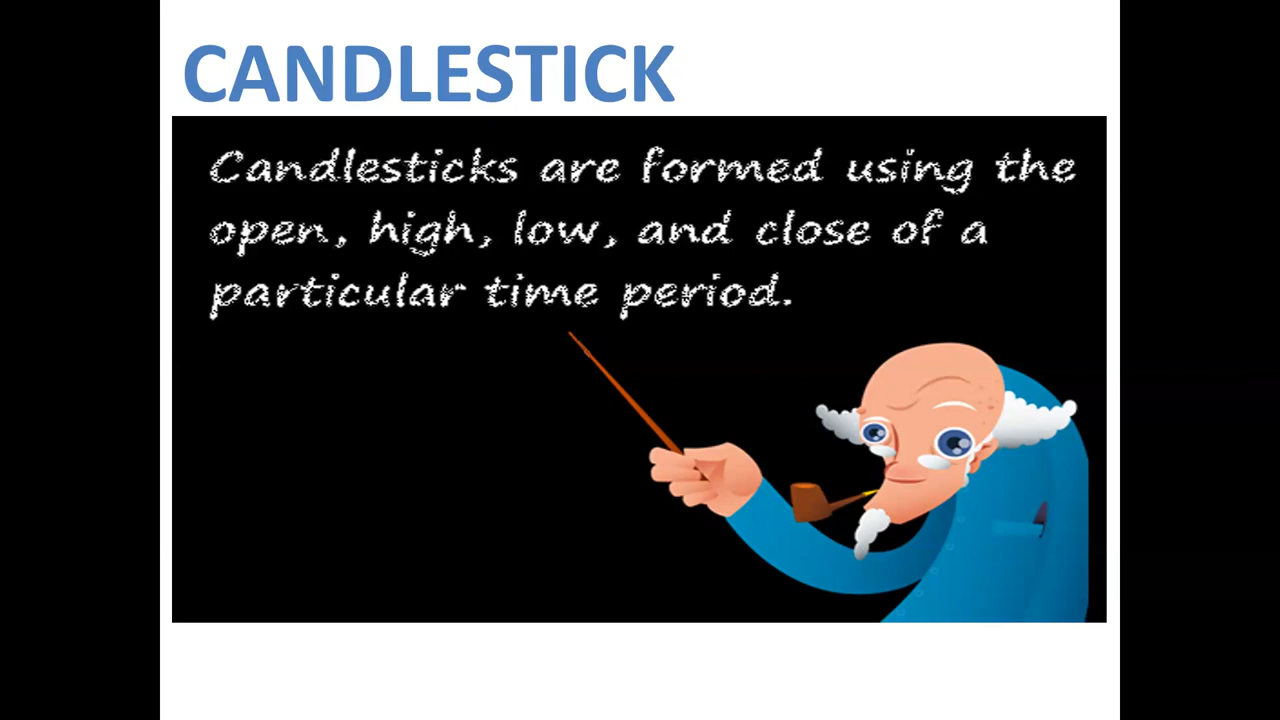 CANDLESTICK
Candlesticks are formed using the
open, high, low, and close of a
particular time period.